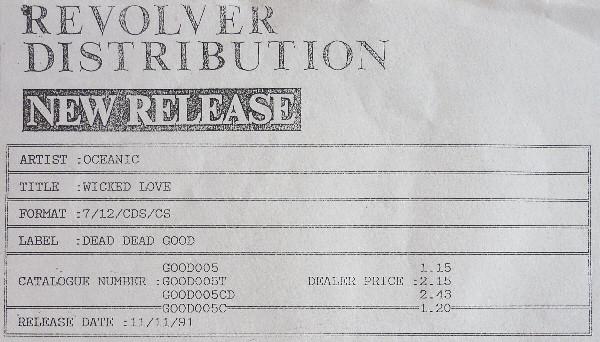 REVOLVER
DISTRIBUTION
NEW RELEASE
ARTIST :OCEANIC
TITLE :WICKED LOVE
FORMAT :7/12/CDS/CS
LABEL :DEAD DEAD GOOD
GOOD005 1.15
CATALOGUE NUMBER :GOOD005T DEALER PRICE :2.15
GOOD005CD 2.43
GOOD005C 1.20
RELEASE DATE :11/11/91